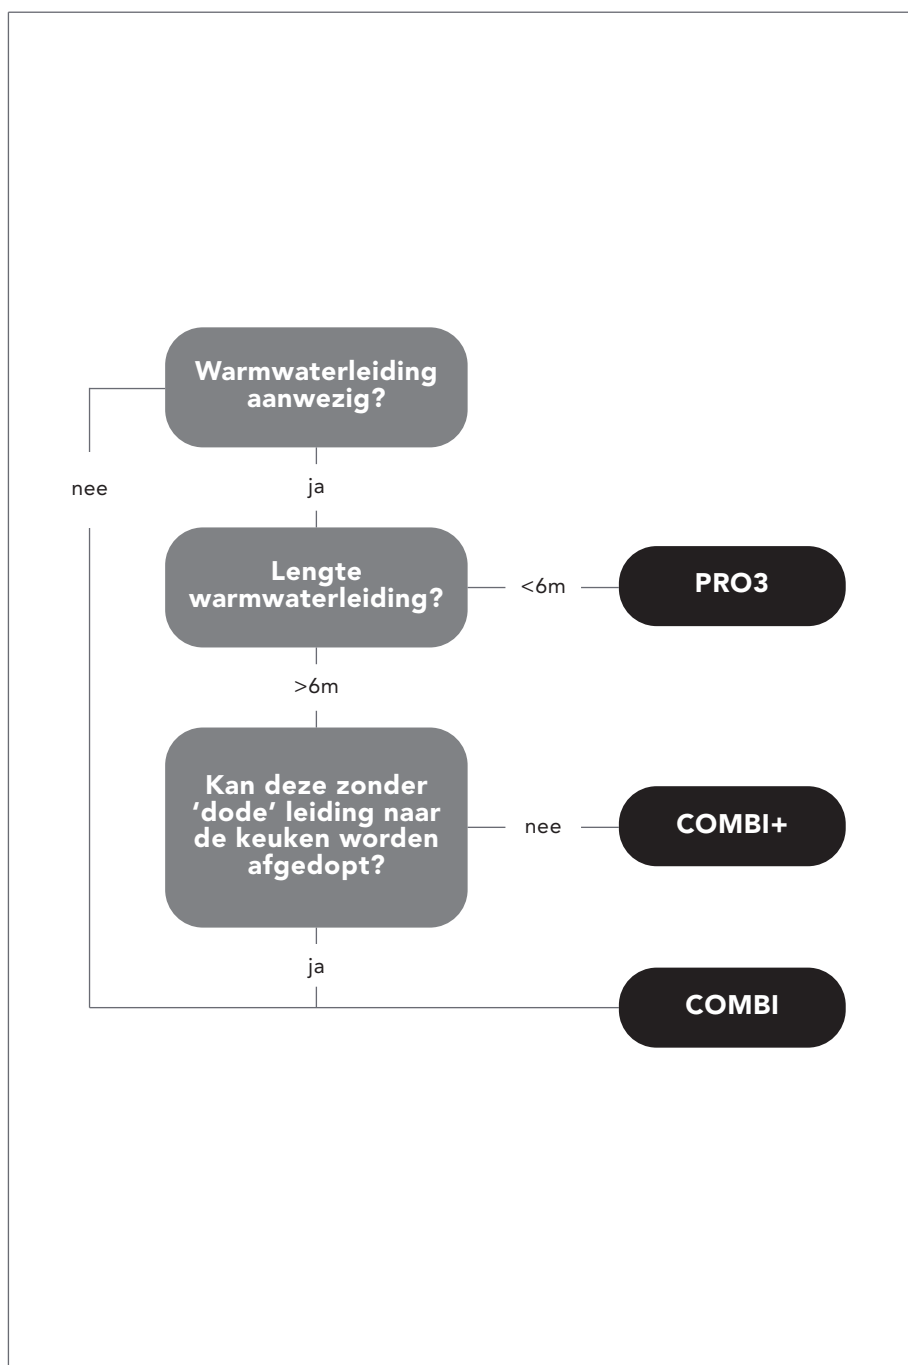 Warmwaterleiding
aanwezig?
nee
ja
Lengte
warmwaterleiding?
<6m
PRO3
>6m
Kan deze zonder
‘dode’ leiding naar
de keuken worden
afgedopt?
nee
COMBI+
ja
COMBI